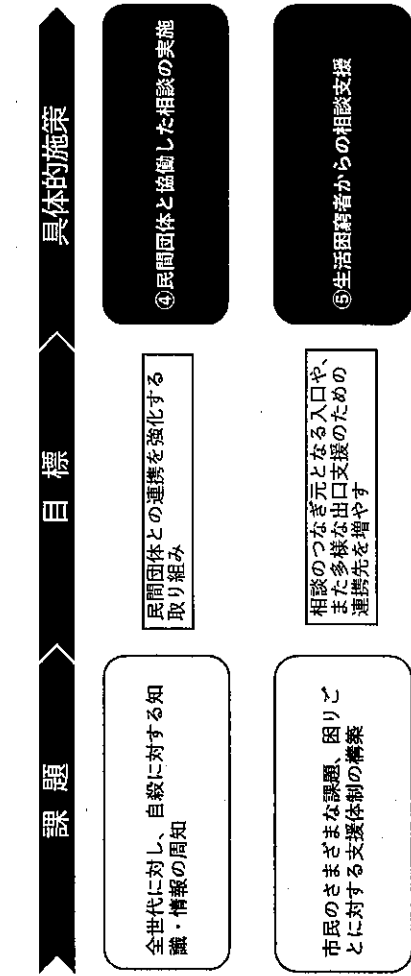 課題
目標
具体的施策
全世代に対し、自殺に対する知
識・情報の周知
民間団体との連携を強化する
取り組み
④民間団体と協働した相談の実施
市民のさまざまな課題、困りご
とに対する支援体制の構築
相談のつなぎ元となる入口や、
また多様な出口支援のための
連携先を増やす
⑤生活困窮者からの相談支援